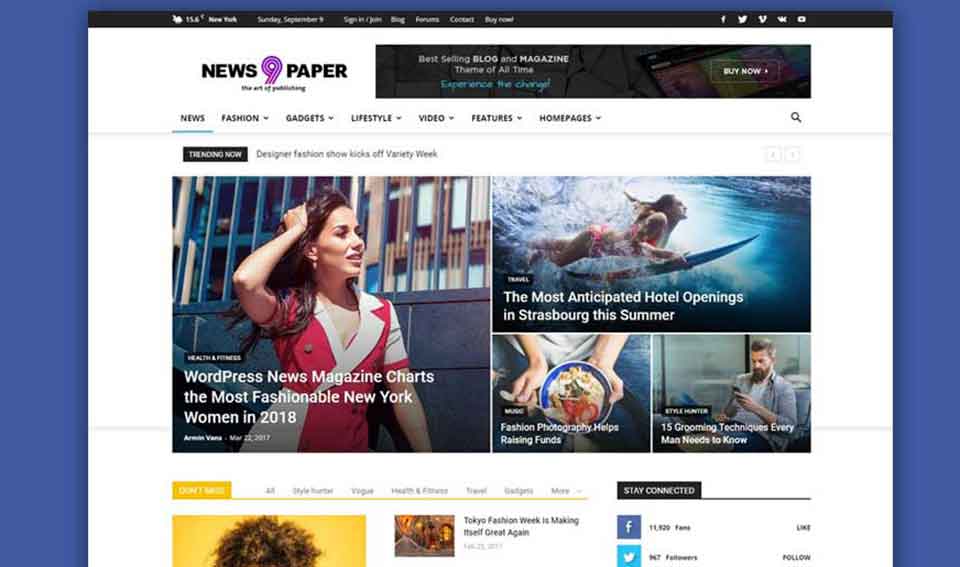 15.6 C New York Sunday, September 9 Sign in / Join Blog Forums Contact Buy now!
NEWS 9 PAPER
the art of publishing
Best Selling BLOG and MAGAZINE
Theme of All Time
Experience the change!
BUY NOW
NEWS FASHION GADGETS LIFESTYLE VIDEO FEATURES HOMEPAGES
TRENDING NOW Designer fashion show kicks off Variety Week
HEALTH & FITNESS
WordPress News Magazine Charts
the Most Fashionable New York
Women in 2018
Armin Vans - Mar 22, 2017
TRAVEL
The Most Anticipated Hotel Openings
in Strasbourg this Summer
MUSIC
Fashion Photography Helps
Raising Funds
STYLE HUNTER
15 Grooming Techniques Every
Man Needs to Know
DON'T MISS All Style hunter Vogue Health & Fitness Travel Gadgets More
Tokyo Fashion Week Is Making
Itself Great Again
Feb 23, 2017
STAY CONNECTED
11,920 Fans LIKE
967 Followers FOLLOW